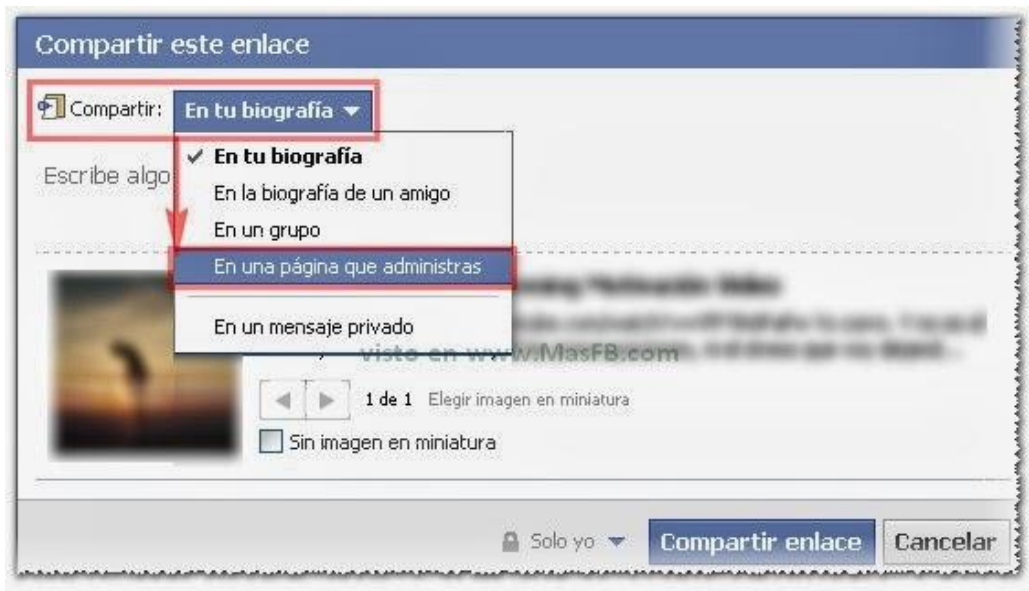 Compartir este enlace
Compartir: En tu biografía
Escribe algo
En tu biografía
En la biografía de un amigo
En un grupo
En una página que administras
En un mensaje privado
visto en www.MasFB.com
1 de 1 Elegir imagen en miniatura
Sin imagen en miniatura
Solo yo Compartir enlace Cancelar